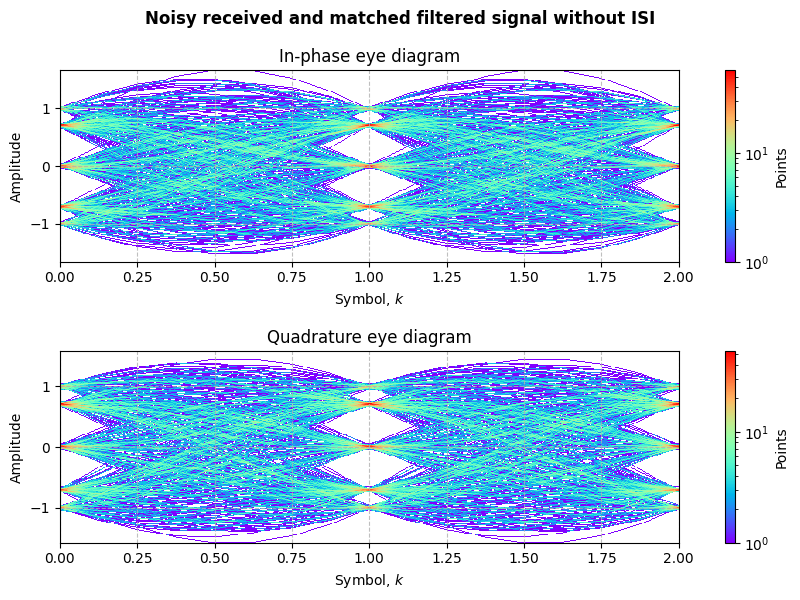 Noisy received and matched filtered signal without ISI
In-phase eye diagram
Amplitude
1
0
−1
0.00 0.25 0.50 0.75 1.00 1.25 1.50 1.75 2.00
Symbol, k
10¹
10⁰
Points
Quadrature eye diagram
Amplitude
1
0
−1
0.00 0.25 0.50 0.75 1.00 1.25 1.50 1.75 2.00
Symbol, k
10¹
10⁰
Points